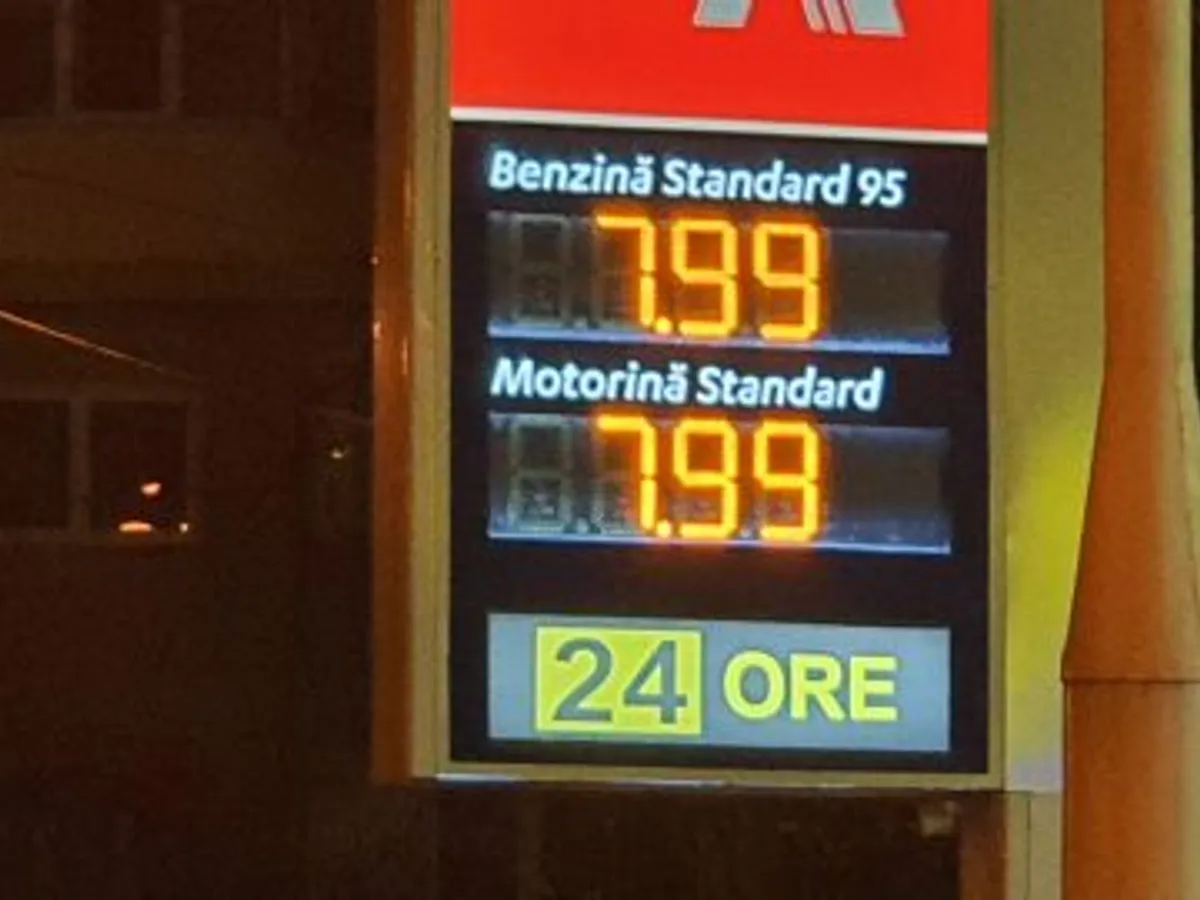 Benzină Standard 95
7.99
Motorină Standard
7.99
24 ORE